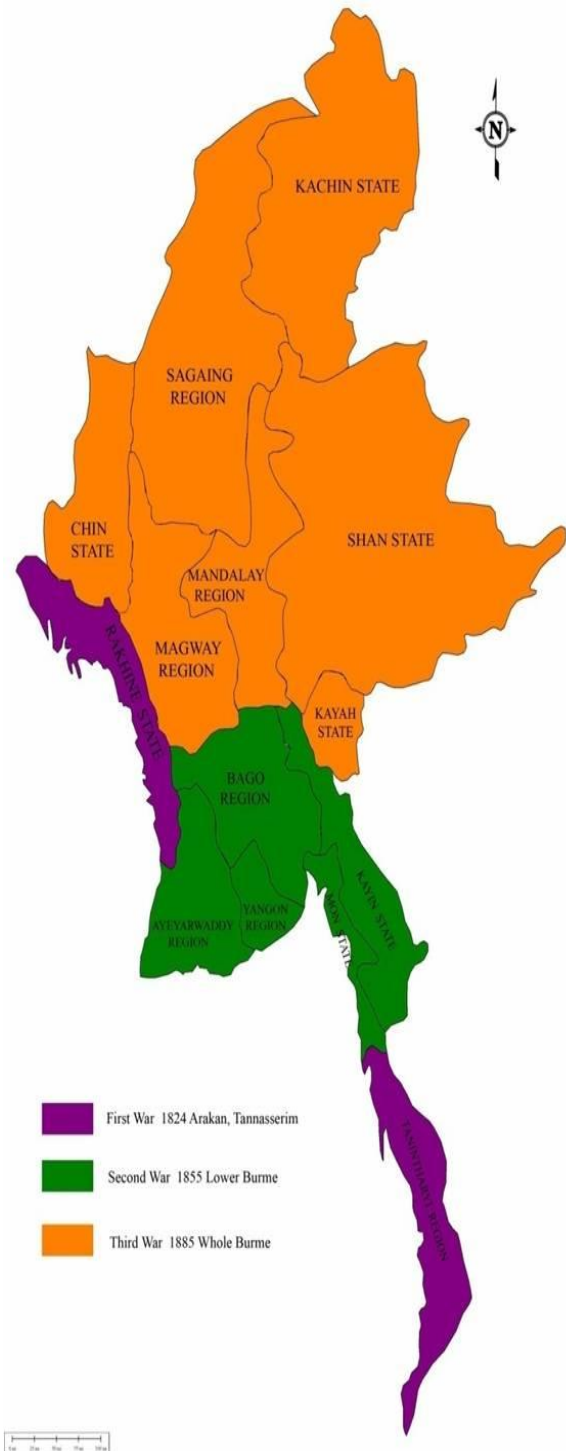 N
KACHIN STATE
SAGAING
REGION
CHIN
STATE
SHAN STATE
MANDALAY
REGION
RAKHINE STATE
MAGWAY
REGION
KAYAH
STATE
BAGO
REGION
KAYIN STATE
YANGON
REGION
MON STATE
AYEYARWADDY
REGION
First War 1824 Arakan, Tannasserim
TANINTHARYI REGION
Second War 1855 Lower Burme
Third War 1885 Whole Burme